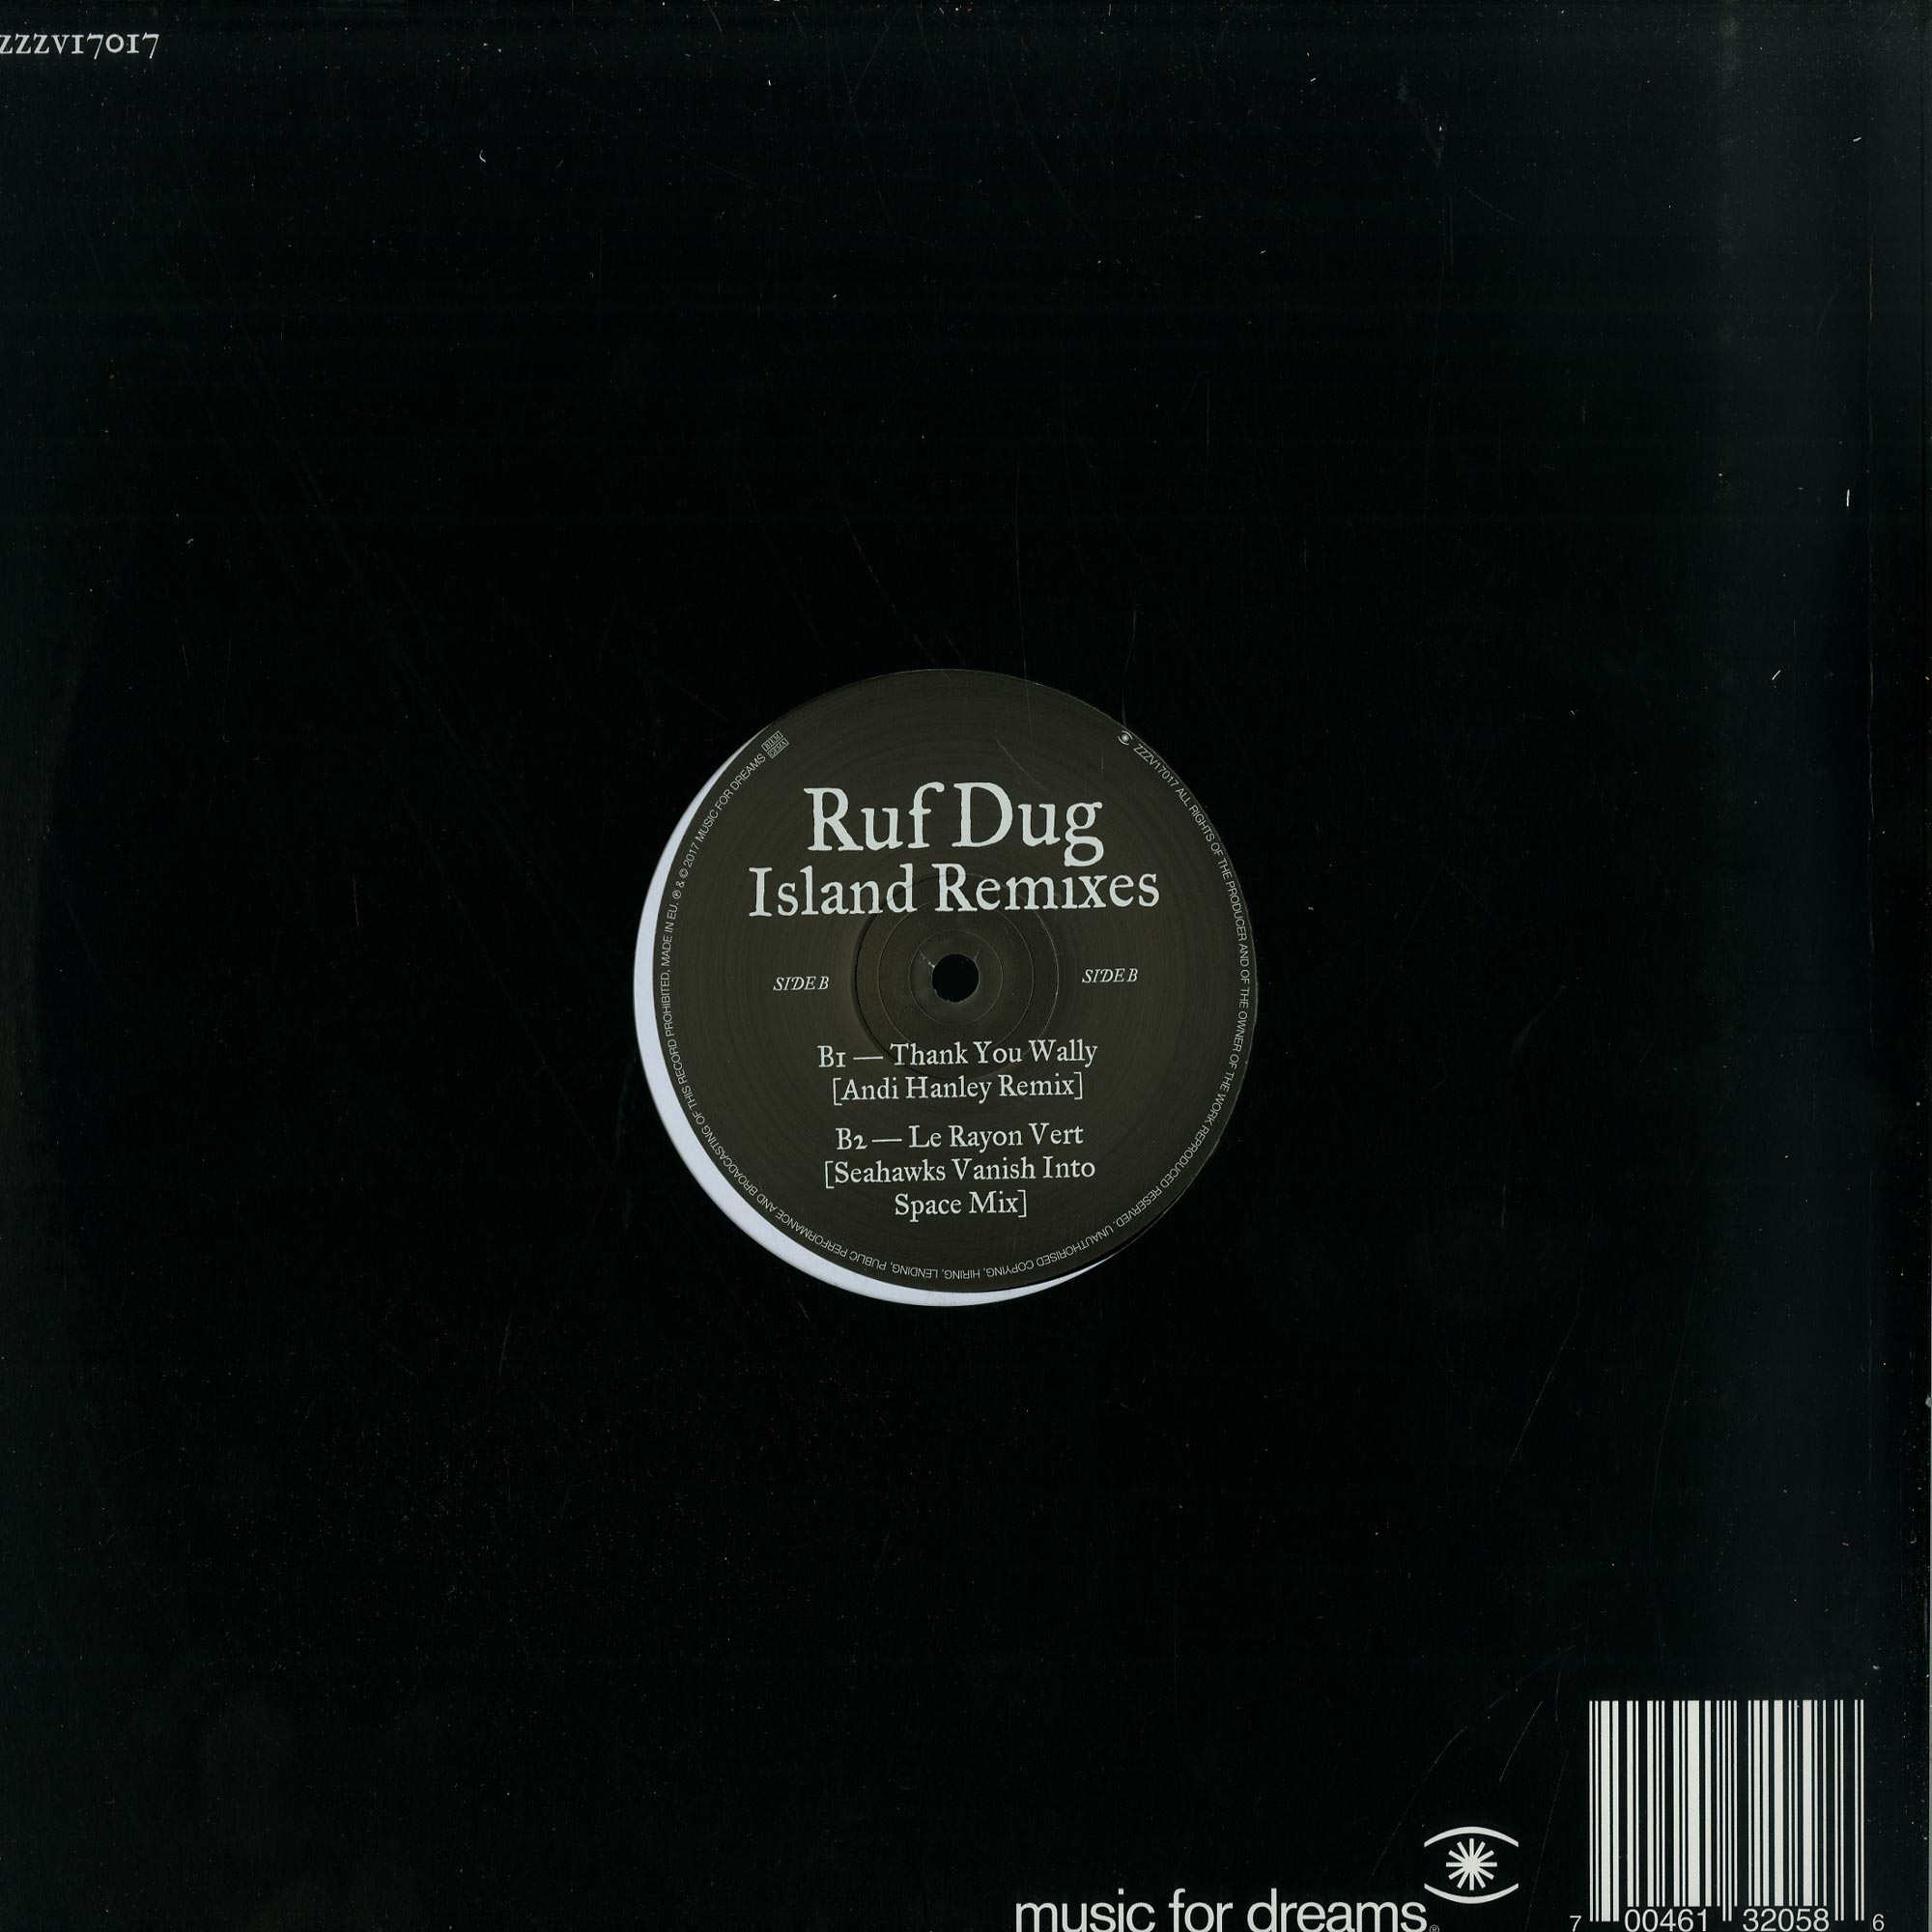 ZZZV17017
BIEM
GEMA
ZZZV17017 ALL RIGHTS OF THE PRODUCER AND OF THE OWNER OF THE WORK REPRODUCED RESERVED. UNAUTHORISED COPYING, HIRING, LENDING, PUBLIC PERFORMANCE AND BROADCASTING OF THIS RECORD PROHIBITED, MADE IN EU. ℗ & © 2017 MUSIC FOR DREAMS
Ruf Dug
Island Remixes
SIDE B
SIDE B
B1 — Thank You Wally
[Andi Hanley Remix]
B2 — Le Rayon Vert
[Seahawks Vanish Into
Space Mix]
music for dreams®
7 00461 32058 6